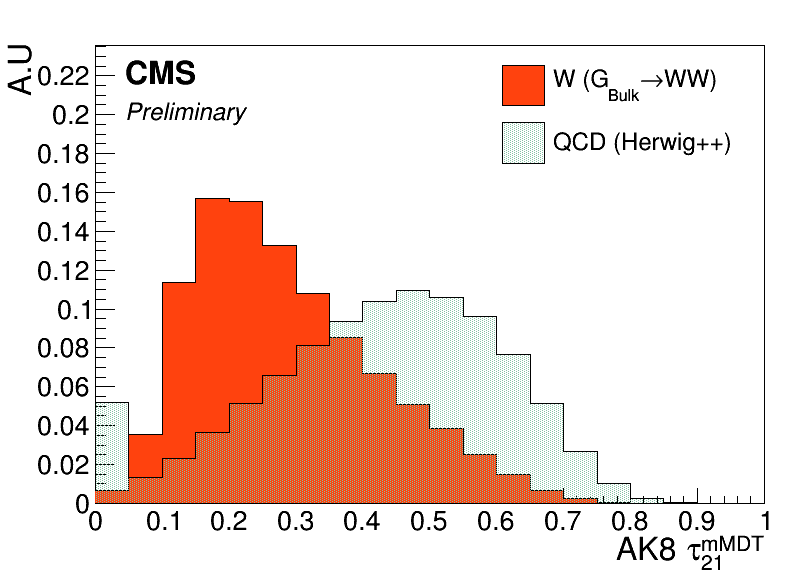 A.U
CMS
Preliminary
W (G_Bulk→WW)
QCD (Herwig++)
0.22
0.2
0.18
0.16
0.14
0.12
0.1
0.08
0.06
0.04
0.02
0
0 0.1 0.2 0.3 0.4 0.5 0.6 0.7 0.8 0.9 1
AK8 τ_21^mMDT